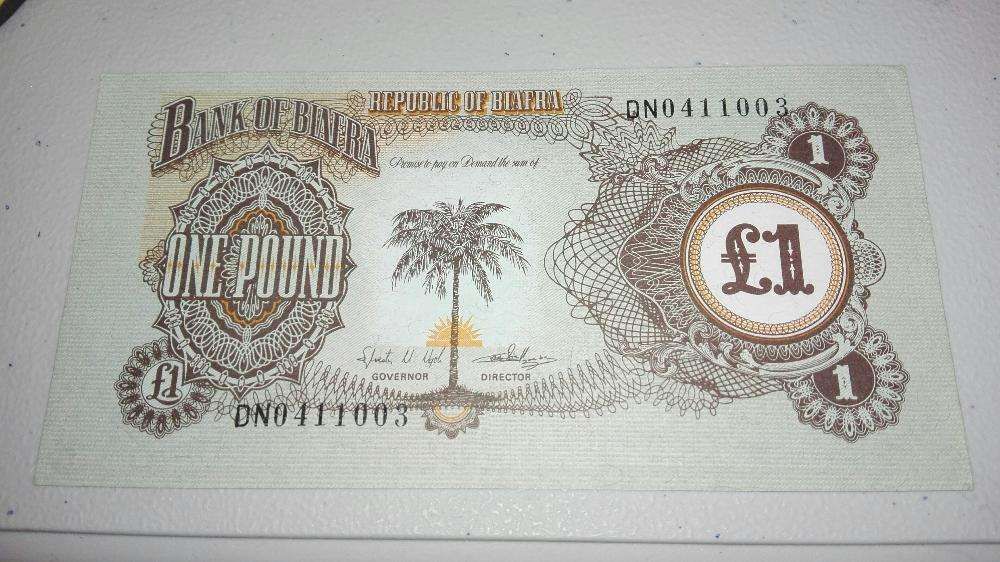 BANK OF BIAFRA
REPUBLIC OF BIAFRA
DN0411003
Promise to pay on Demand the sum of
1
ONE POUND
£1
£1
GOVERNOR
DIRECTOR
1
DN0411003